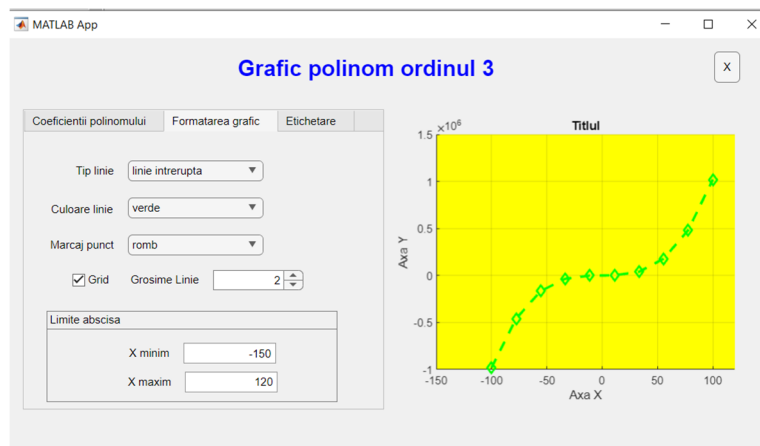 MATLAB App
Grafic polinom ordinul 3
X
Coeficientii polinomului Formatarea grafic Etichetare
Tip linie linie intrerupta
Culoare linie verde
Marcaj punct romb
Grid Grosime Linie 2
Limite abscisa
X minim -150
X maxim 120
Titlul
×10⁶
1.5
1
0.5
0
-0.5
-1
Axa Y
-150 -100 -50 0 50 100
Axa X